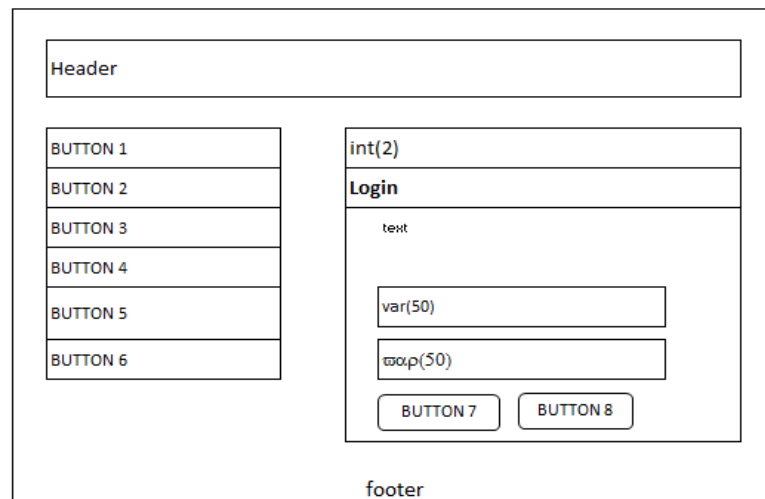 Header
BUTTON 1
BUTTON 2
BUTTON 3
BUTTON 4
BUTTON 5
BUTTON 6
int(2)
Login
text
var(50)
ϖαρ(50)
BUTTON 7 BUTTON 8
footer